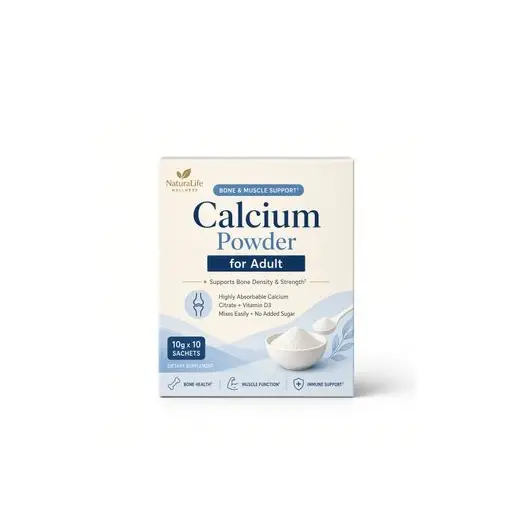 NaturaLife
WELLNESS
BONE & MUSCLE SUPPORT†
Calcium
Powder
for Adult
Supports Bone Density & Strength†
Highly Absorbable Calcium
Citrate + Vitamin D3
Mixes Easily • No Added Sugar
10g x 10
SACHETS
DIETARY SUPPLEMENT
BONE HEALTH†
MUSCLE FUNCTION†
IMMUNE SUPPORT†